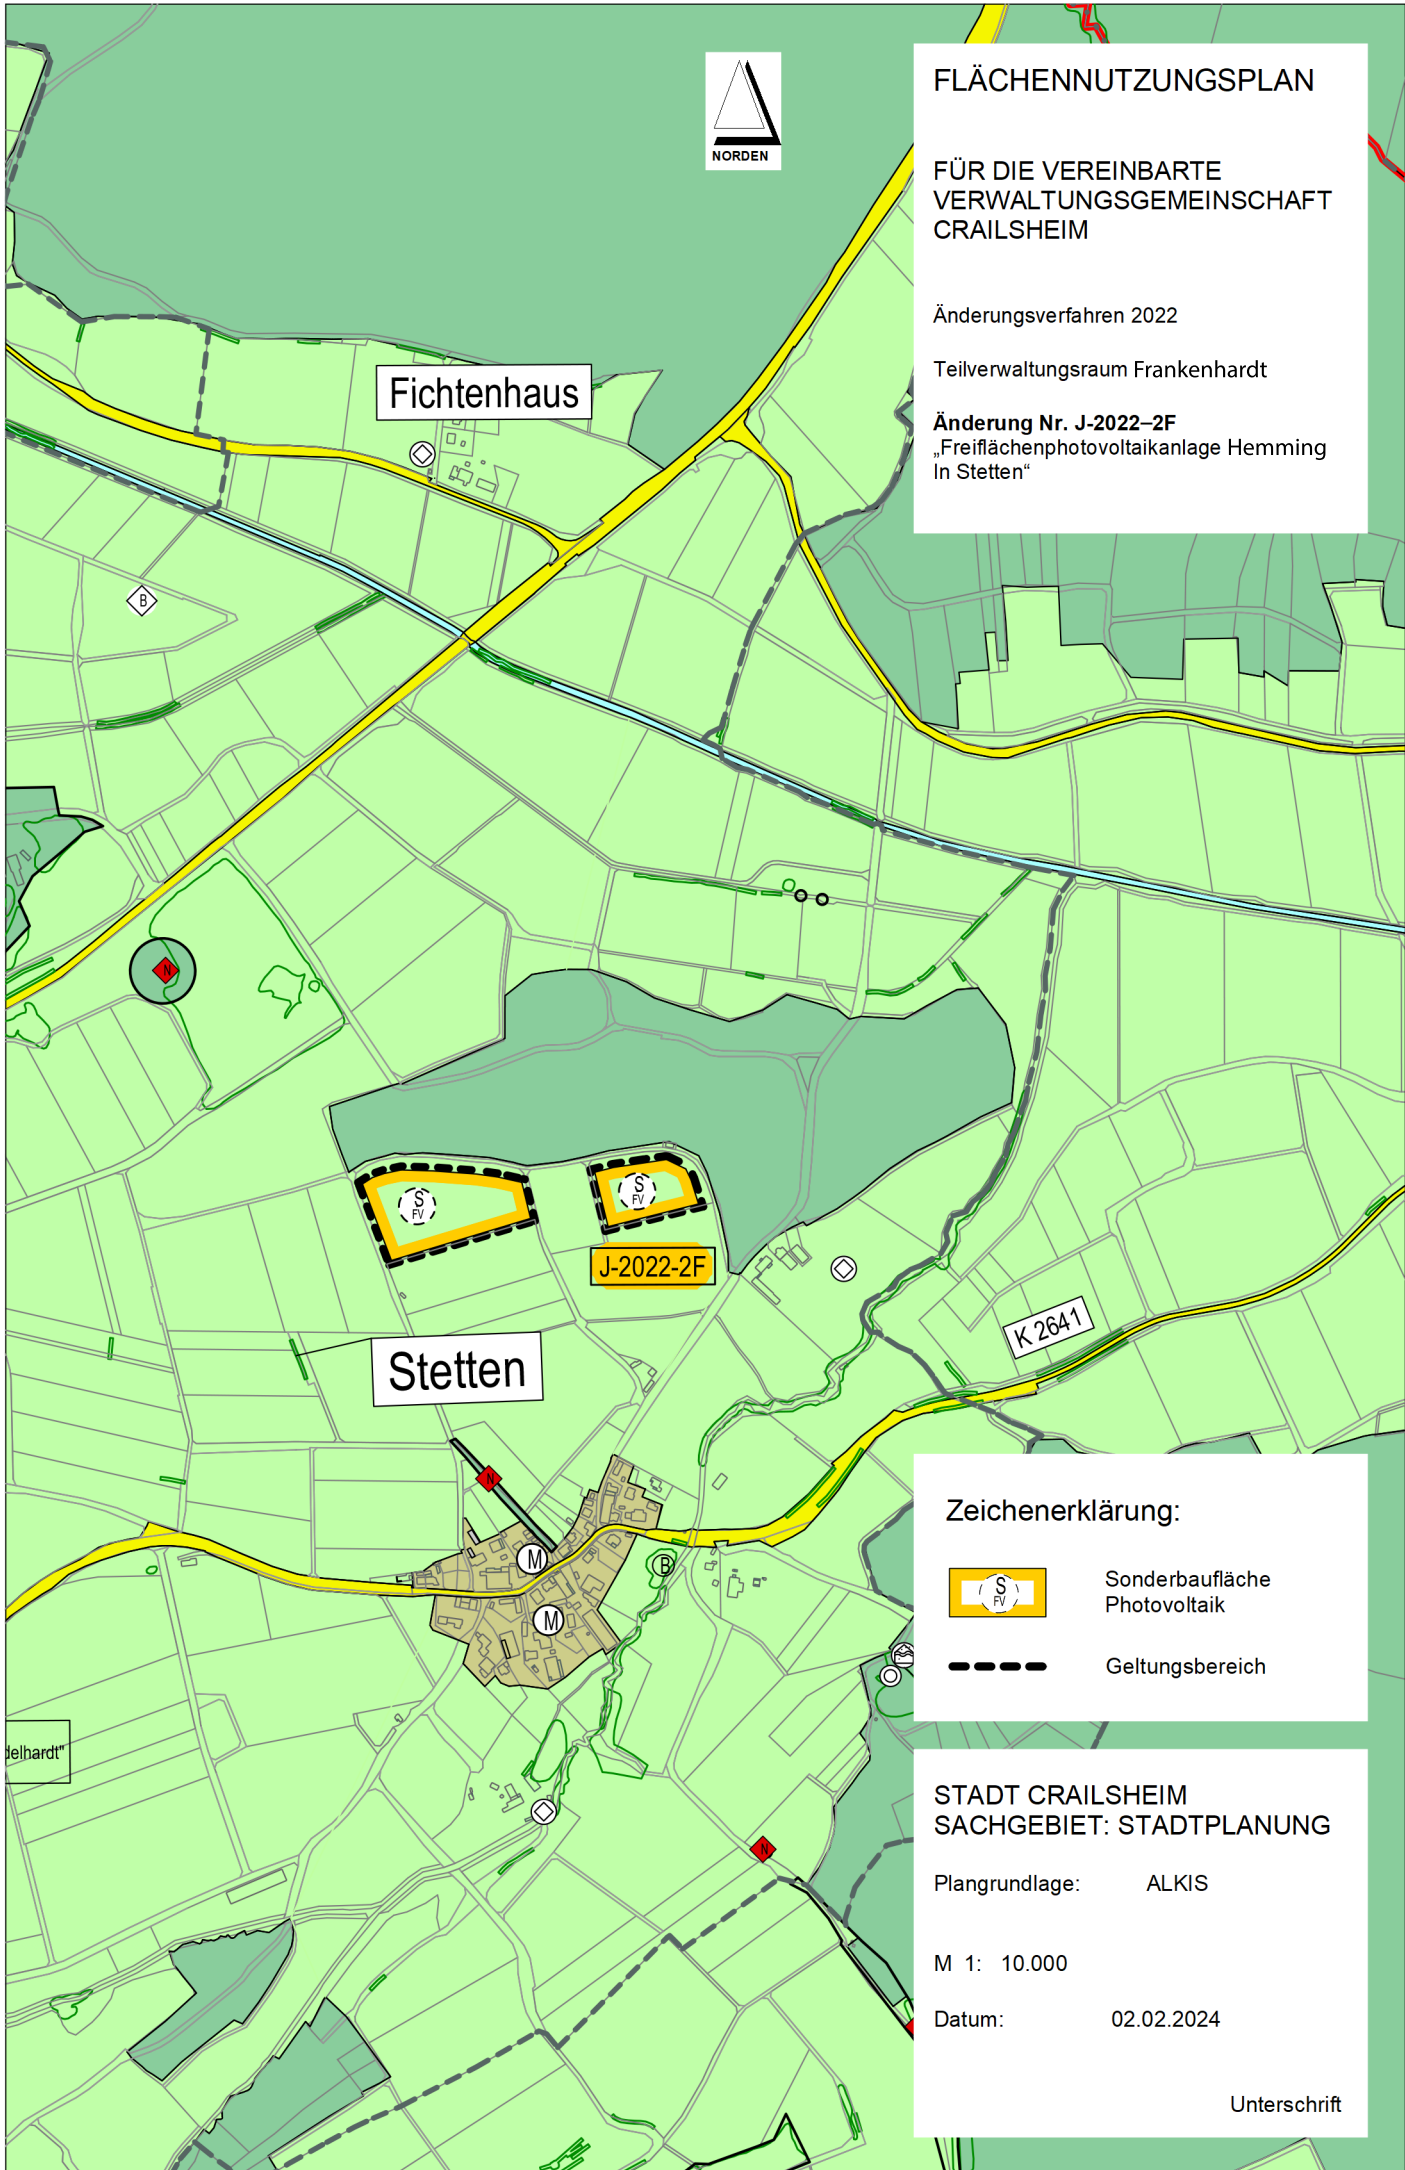 NORDEN
FLÄCHENNUTZUNGSPLAN
FÜR DIE VEREINBARTE
VERWALTUNGSGEMEINSCHAFT
CRAILSHEIM
Änderungsverfahren 2022
Teilverwaltungsraum Frankenhardt
Änderung Nr. J-2022–2F
„Freiflächenphotovoltaikanlage Hemming
In Stetten“
Fichtenhaus
B
N
S
FV
S
FV
J-2022-2F
K 2641
Stetten
N
M
B
M
delhardt"
N
Zeichenerklärung:
S
FV
Sonderbaufläche
Photovoltaik
Geltungsbereich
STADT CRAILSHEIM
SACHGEBIET: STADTPLANUNG
Plangrundlage: ALKIS
M 1: 10.000
Datum: 02.02.2024
Unterschrift